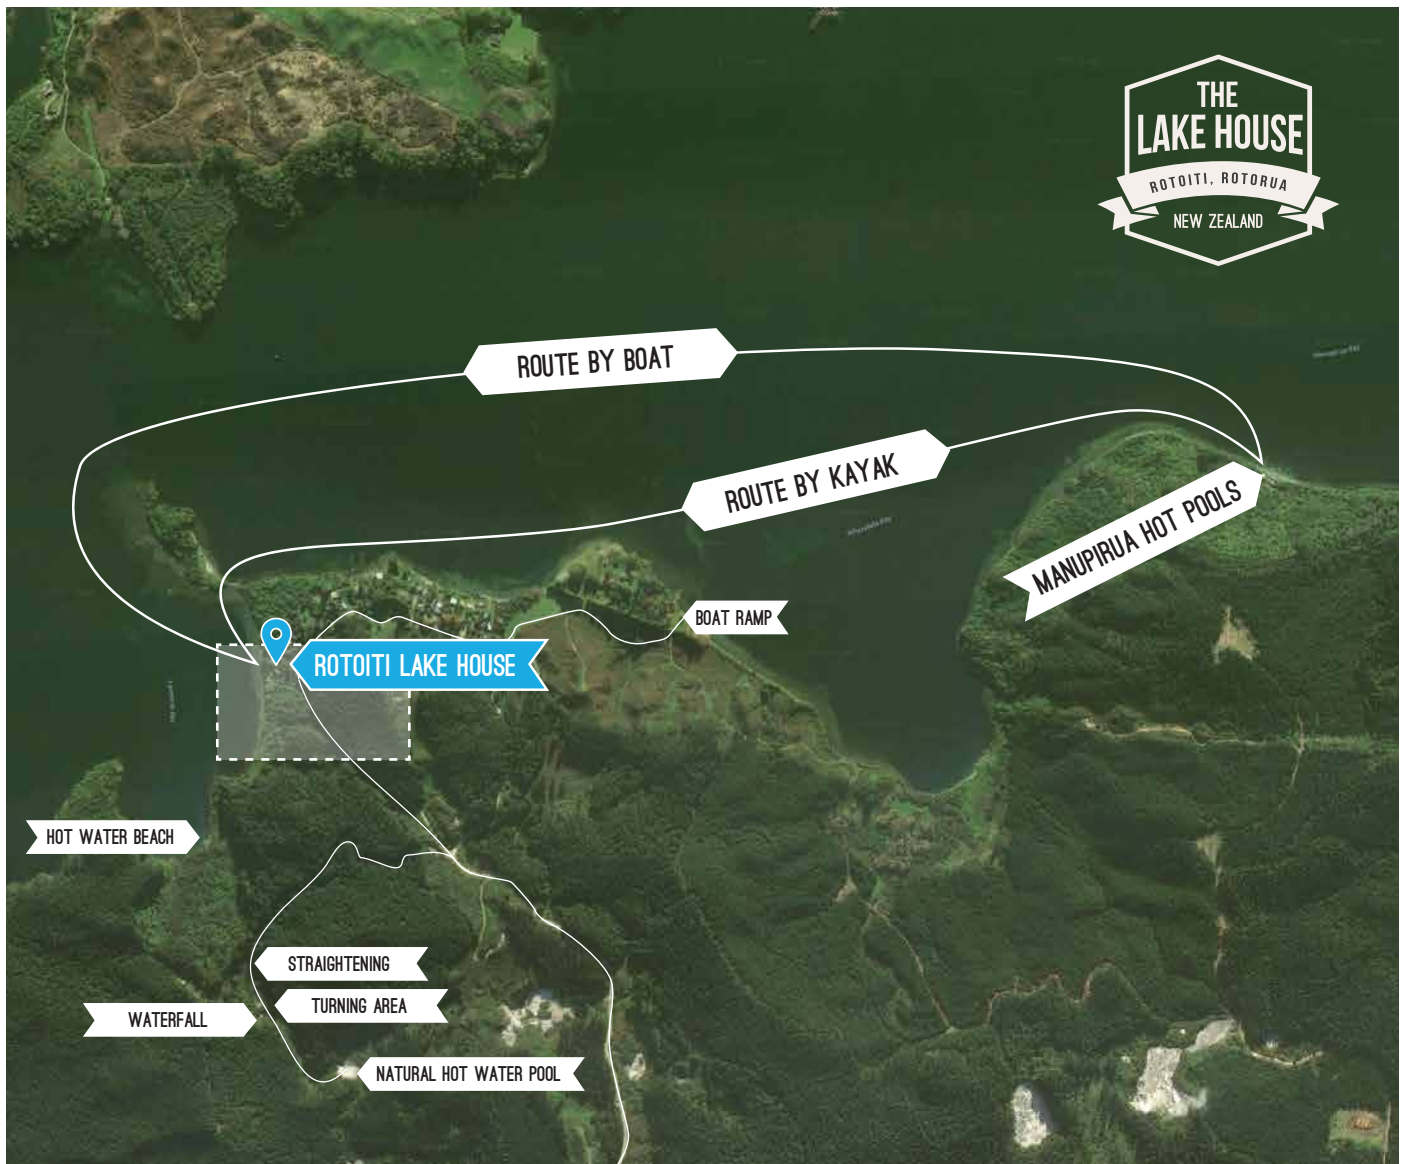 THE
LAKE HOUSE
ROTOITI, ROTORUA
NEW ZEALAND
ROUTE BY BOAT
ROUTE BY KAYAK
MANUPIRUA HOT POOLS
BOAT RAMP
ROTOITI LAKE HOUSE
HOT WATER BEACH
STRAIGHTENING
TURNING AREA
WATERFALL
NATURAL HOT WATER POOL